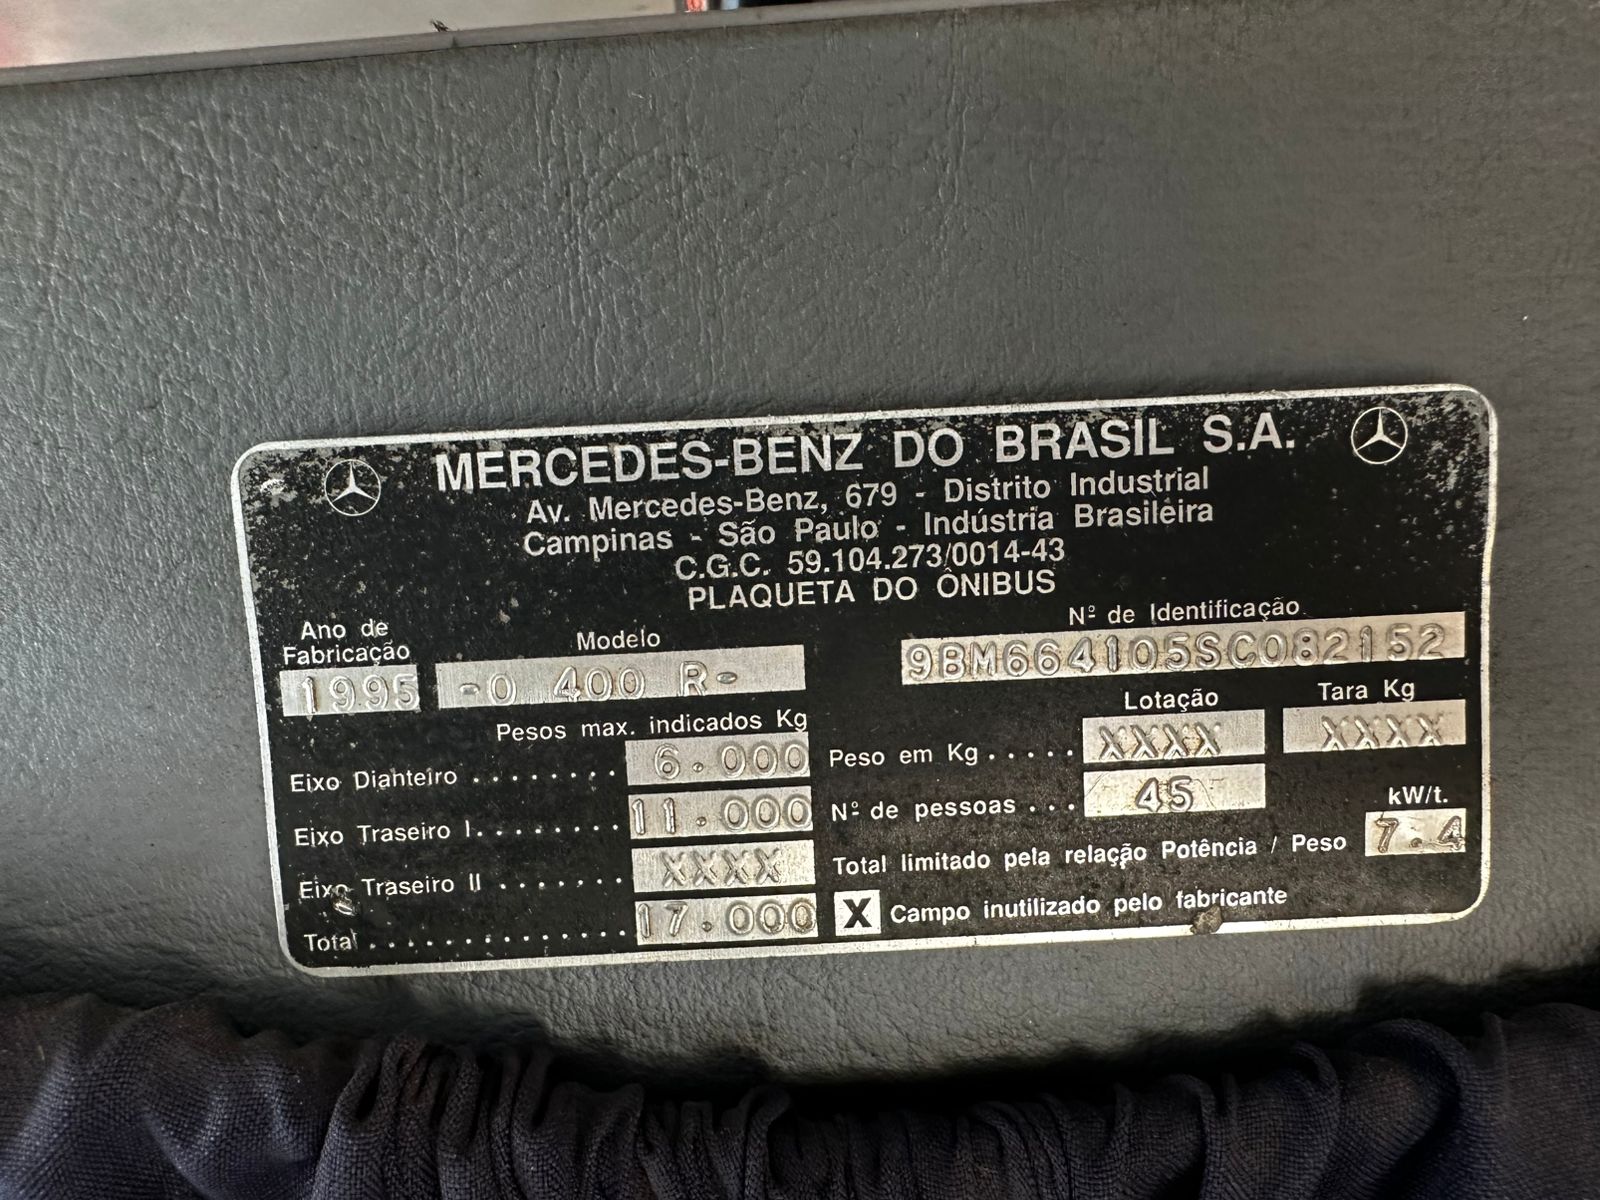 MERCEDES-BENZ DO BRASIL S.A.
Av. Mercedes-Benz, 679 - Distrito Industrial
Campinas - São Paulo - Indústria Brasileira
C.G.C. 59.104.273/0014-43
PLAQUETA DO ÔNIBUS
Ano de Fabricação
1995
Modelo
-O 400 R-
Nº de Identificação
9BM664105SC082152
Pesos max. indicados Kg
Eixo Dianteiro ........ 6.000
Eixo Traseiro I ........ 11.000
Eixo Traseiro II ....... XXXX
Total ............... 17.000
Lotação
Tara Kg
Peso em Kg ..... XXXX XXXX
Nº de pessoas ... 45
kW/t.
Total limitado pela relação Potência / Peso 7.4
X Campo inutilizado pelo fabricante